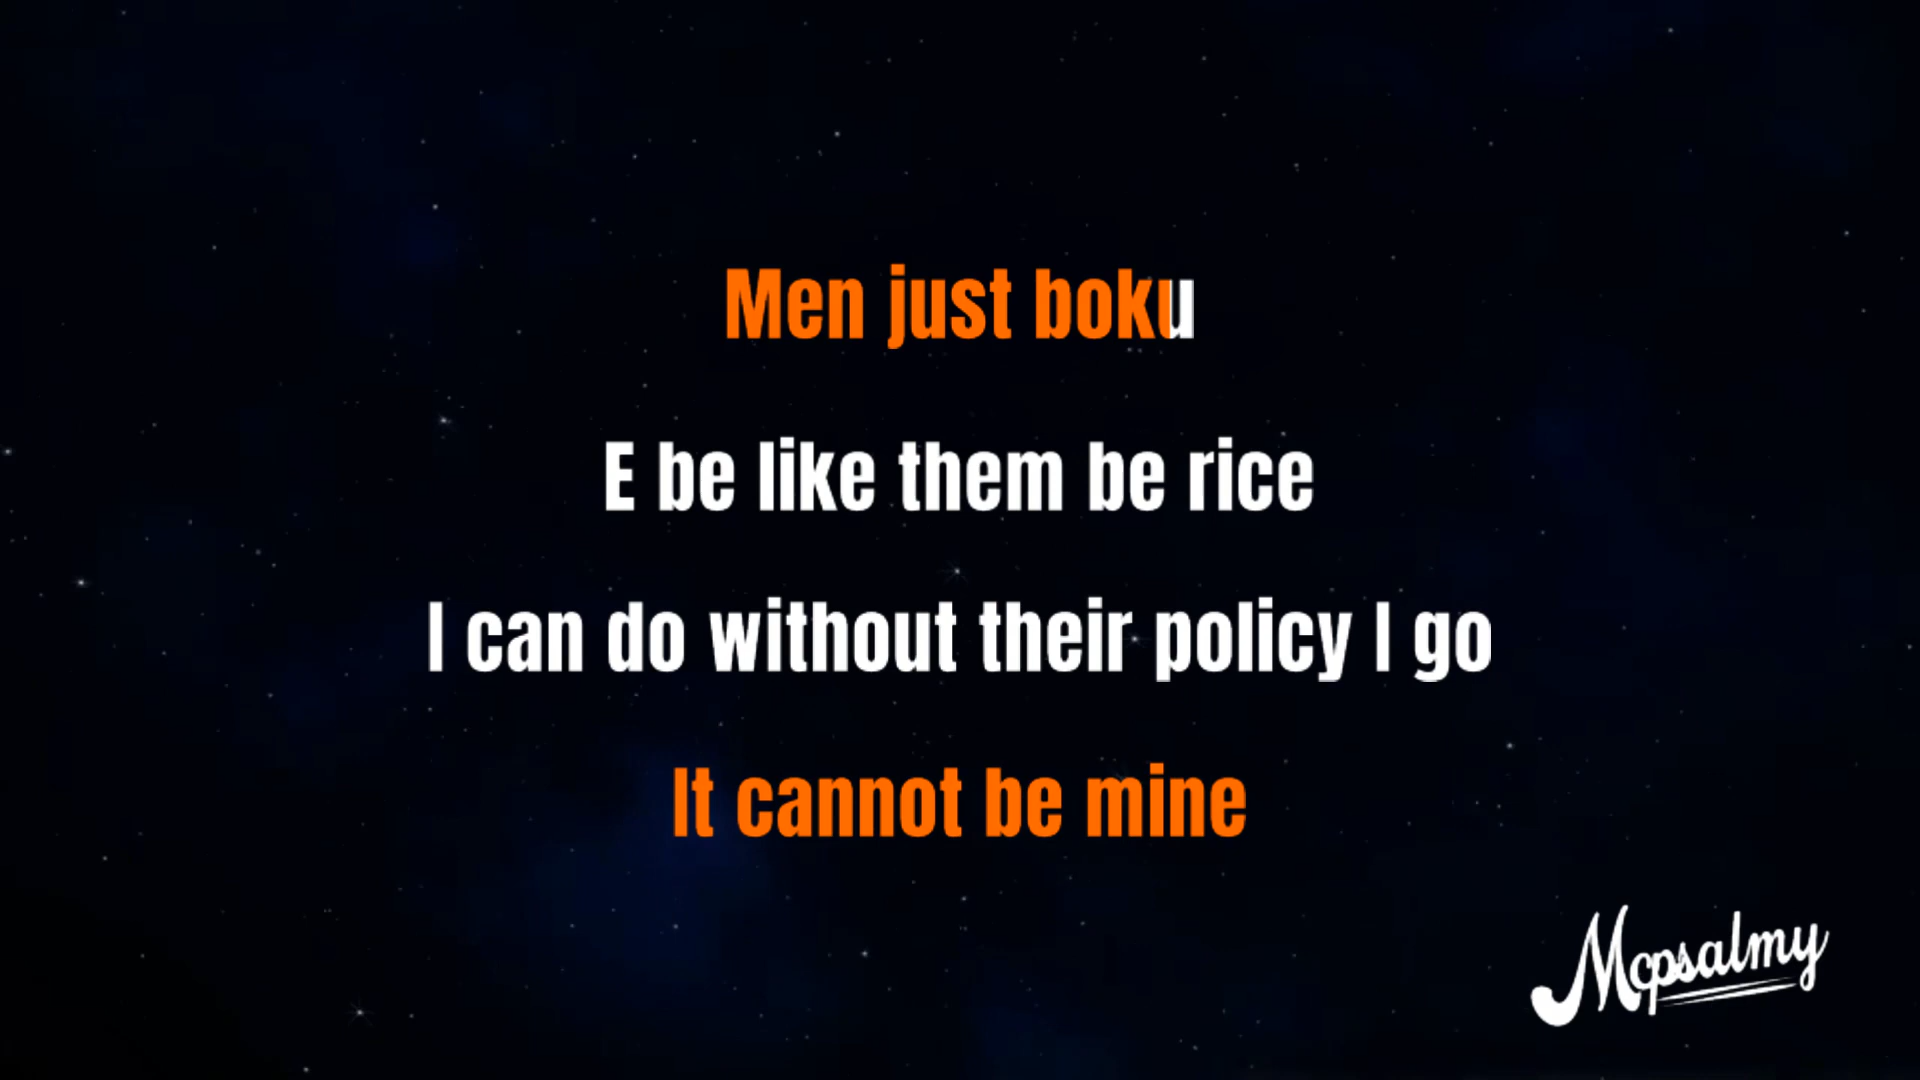 Men just boku
E be like them be rice
I can do without their policy I go
It cannot be mine
Mcpsalmy